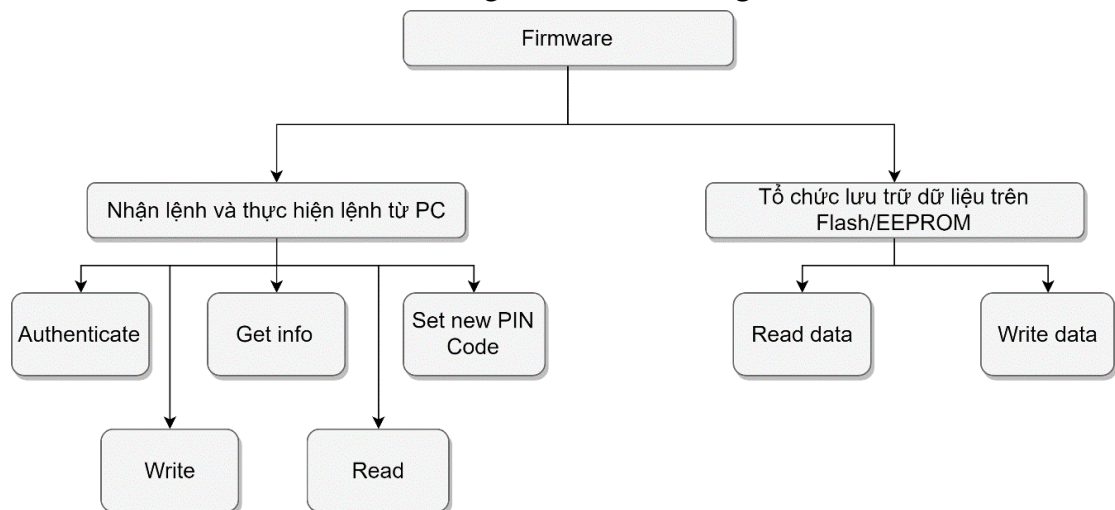 Firmware
Nhận lệnh và thực hiện lệnh từ PC
Tổ chức lưu trữ dữ liệu trên
Flash/EEPROM
Authenticate
Get info
Set new PIN
Code
Read data
Write data
Write
Read